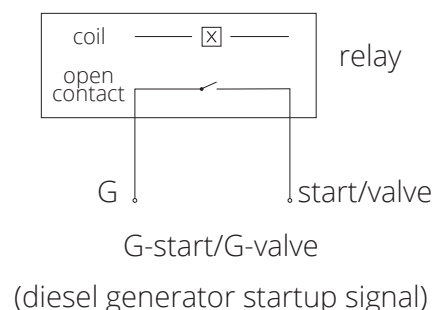 coil
X
relay
open
contact
G
start/valve
G-start/G-valve
(diesel generator startup signal)